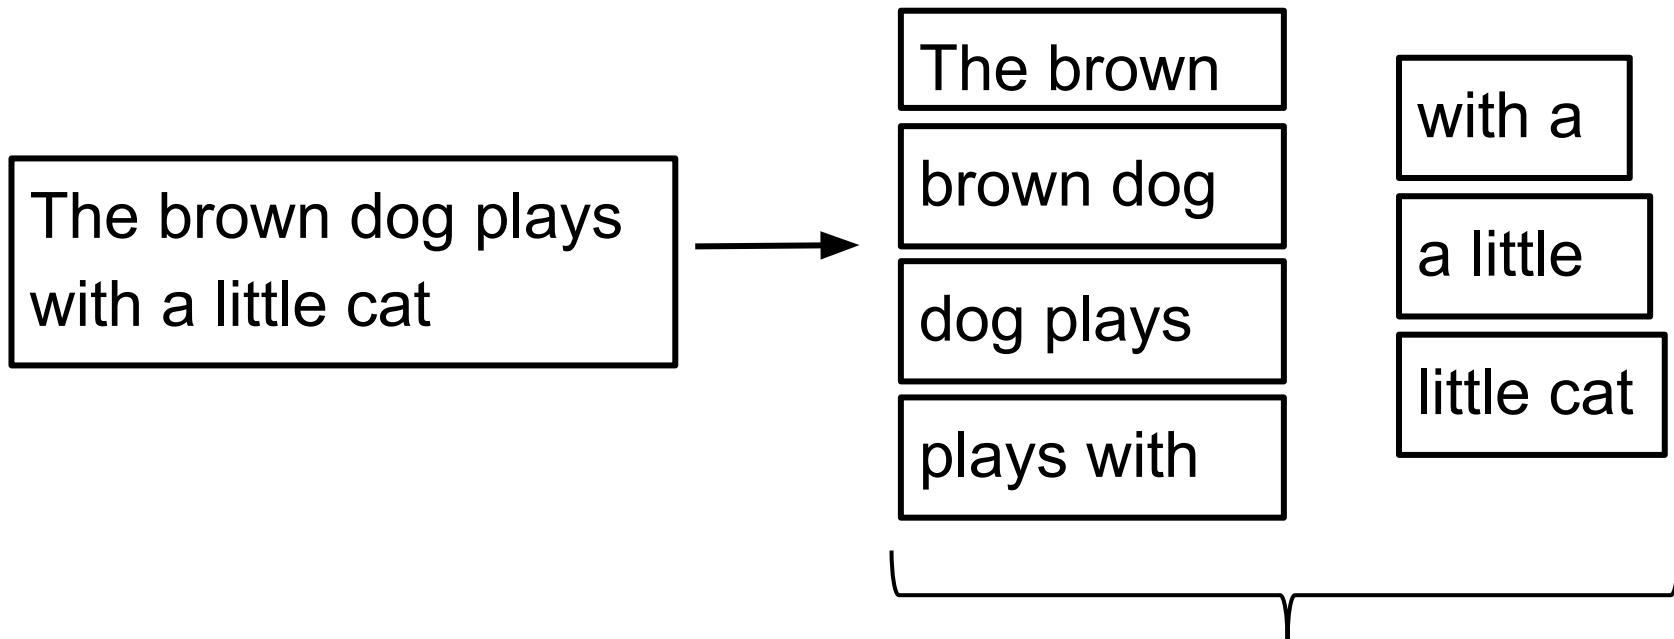 The brown dog plays
with a little cat
The brown
brown dog
dog plays
plays with
with a
a little
little cat